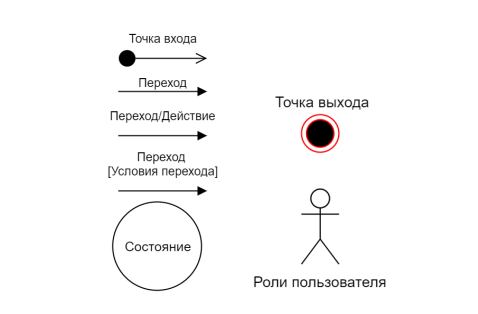 Точка входа
Переход
Переход/Действие
Переход
[Условия перехода]
Состояние
Точка выхода
Роли пользователя